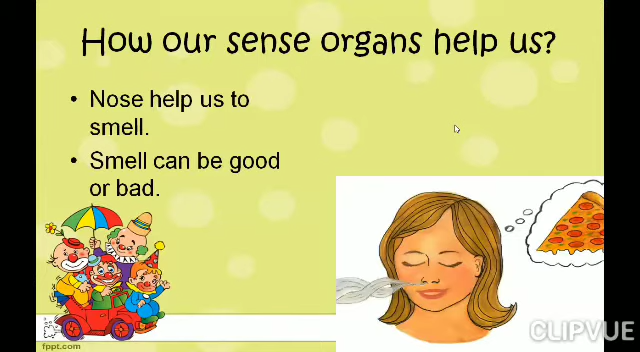 How our sense organs help us?
• Nose help us to
smell.
• Smell can be good
or bad.
fppt.com
CLIPVUE